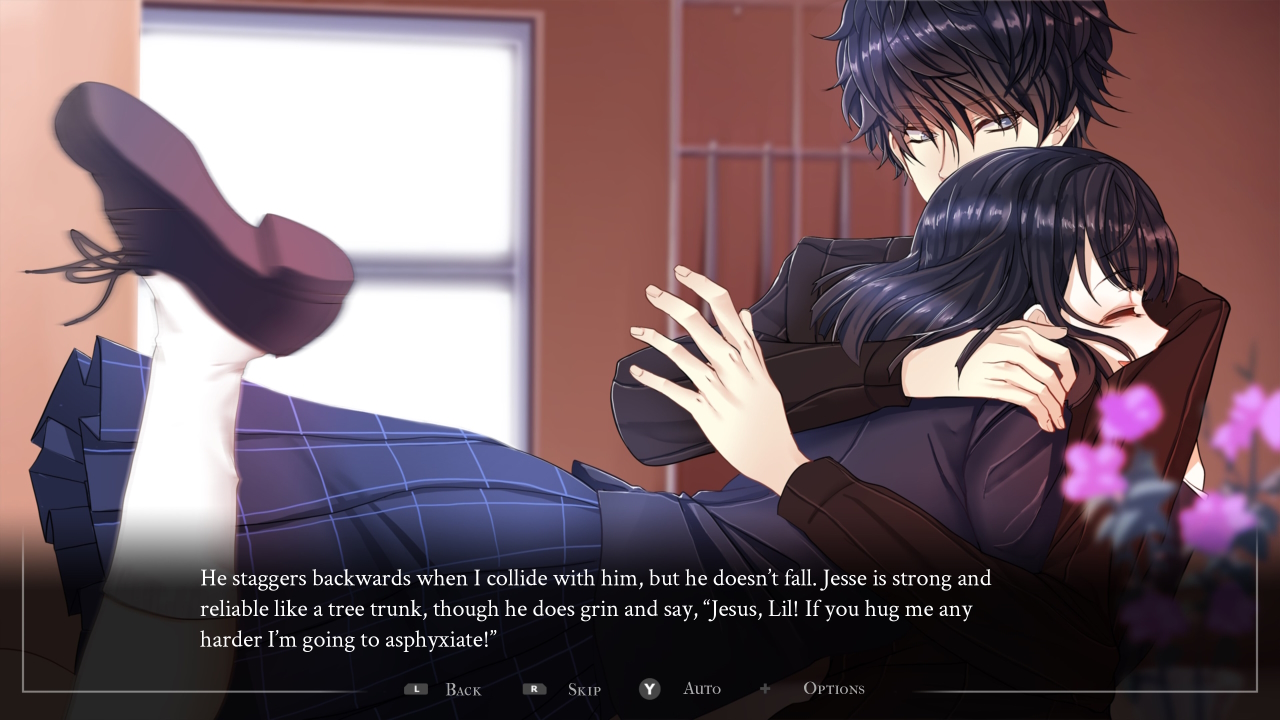 He staggers backwards when I collide with him, but he doesn’t fall. Jesse is strong and
reliable like a tree trunk, though he does grin and say, “Jesus, Lil! If you hug me any
harder I’m going to asphyxiate!”
L Back R Skip Y Auto + Options